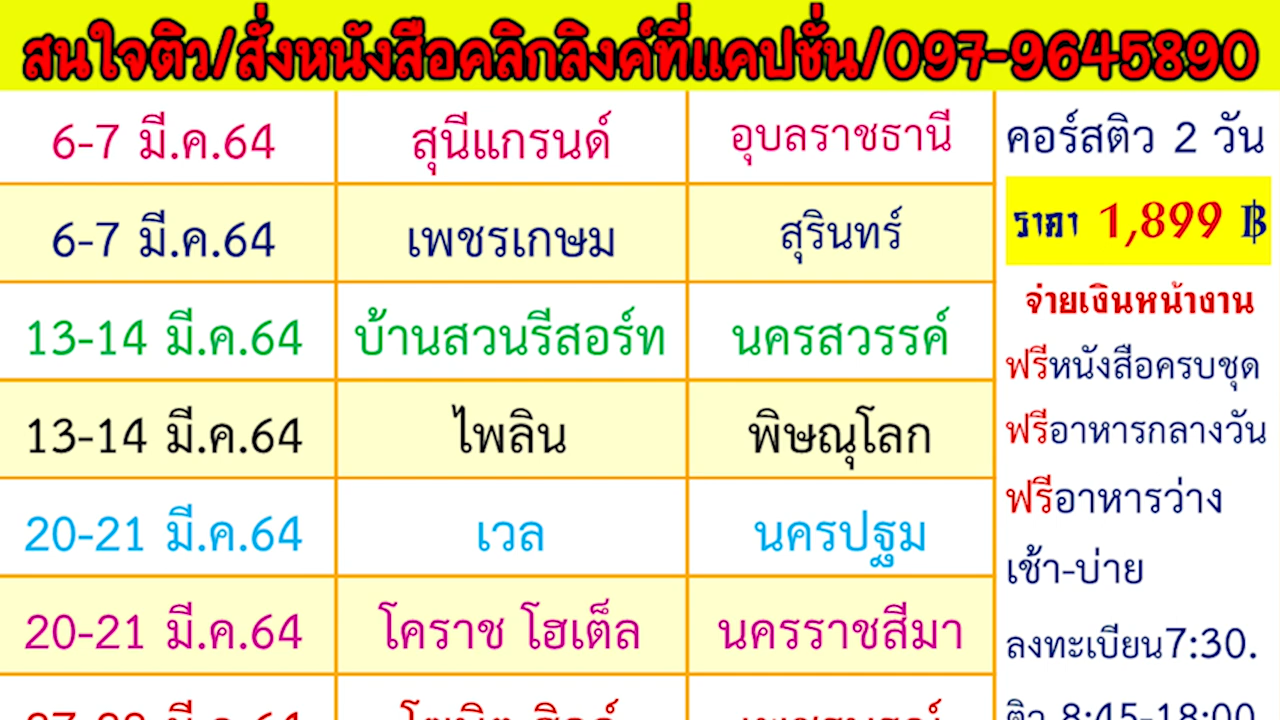 สนใจติว/สั่งหนังสือคลิกลิงค์ที่แคปชั่น/097-9645890
6-7 มี.ค.64 สุนีแกรนด์ อุบลราชธานี
6-7 มี.ค.64 เพชรเกษม สุรินทร์
13-14 มี.ค.64 บ้านสวนรีสอร์ท นครสวรรค์
13-14 มี.ค.64 ไพลิน พิษณุโลก
20-21 มี.ค.64 เวล นครปฐม
20-21 มี.ค.64 โคราช โฮเต็ล นครราชสีมา
คอร์สติว 2 วัน
ราคา 1,899 ฿
จ่ายเงินหน้างาน
ฟรีหนังสือครบชุด
ฟรีอาหารกลางวัน
ฟรีอาหารว่าง
เช้า-บ่าย
ลงทะเบียน7:30.
ติว 8:45-18:00